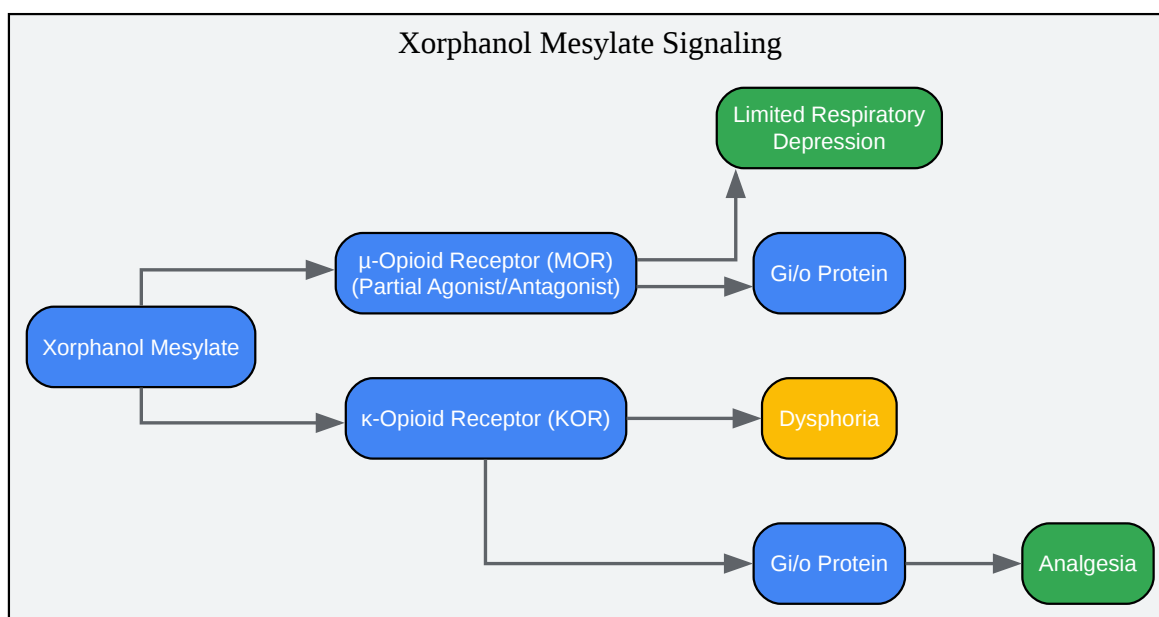 Xorphanol Mesylate Signaling
Limited Respiratory
Depression
µ-Opioid Receptor (MOR)
(Partial Agonist/Antagonist)
Gi/o Protein
Xorphanol Mesylate
κ-Opioid Receptor (KOR)
Dysphoria
Gi/o Protein
Analgesia